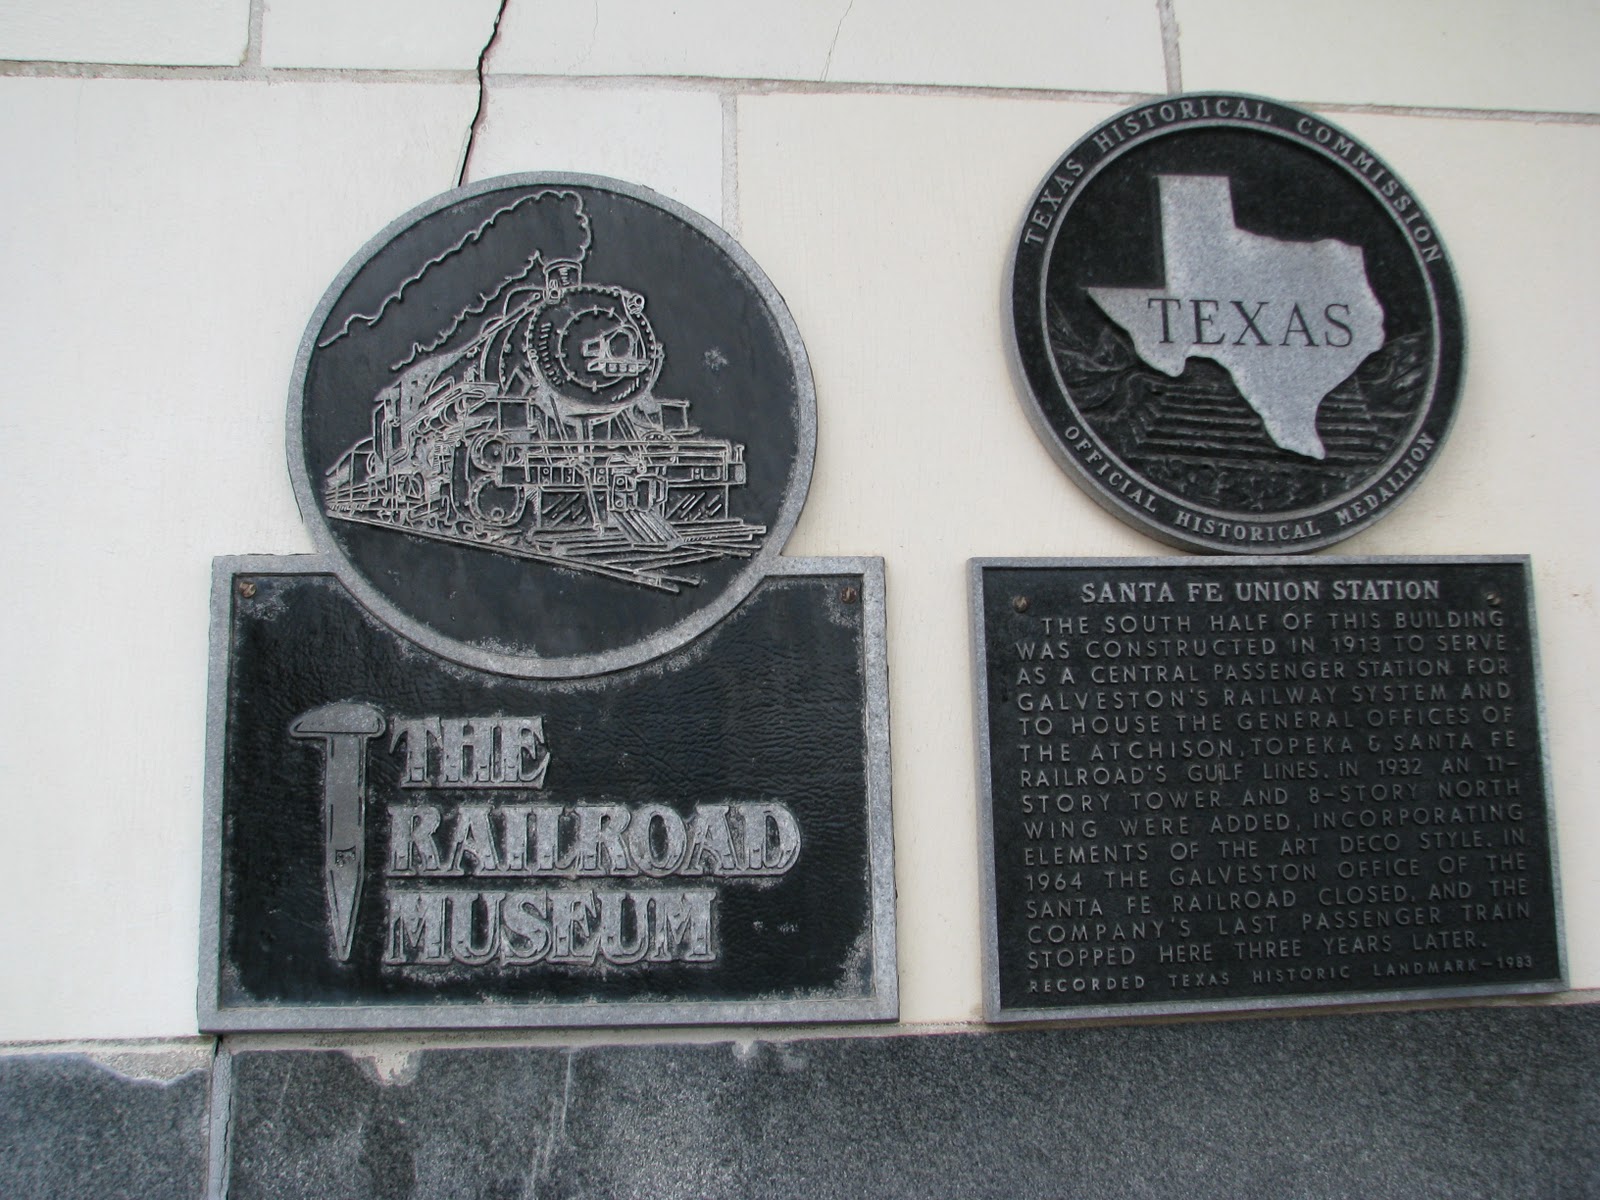 THE
RAILROAD
MUSEUM
TEXAS HISTORICAL COMMISSION
TEXAS
OFFICIAL HISTORICAL MEDALLION
SANTA FE UNION STATION
THE SOUTH HALF OF THIS BUILDING
WAS CONSTRUCTED IN 1913 TO SERVE
AS A CENTRAL PASSENGER STATION FOR
GALVESTON'S RAILWAY SYSTEM AND
TO HOUSE THE GENERAL OFFICES OF
THE ATCHISON, TOPEKA & SANTA FE
RAILROAD'S GULF LINES. IN 1932 AN 11-
STORY TOWER AND 8-STORY NORTH
WING WERE ADDED, INCORPORATING
ELEMENTS OF THE ART DECO STYLE. IN
1964 THE GALVESTON OFFICE OF THE
SANTA FE RAILROAD CLOSED, AND THE
COMPANY'S LAST PASSENGER TRAIN
STOPPED HERE THREE YEARS LATER.
RECORDED TEXAS HISTORIC LANDMARK-1983